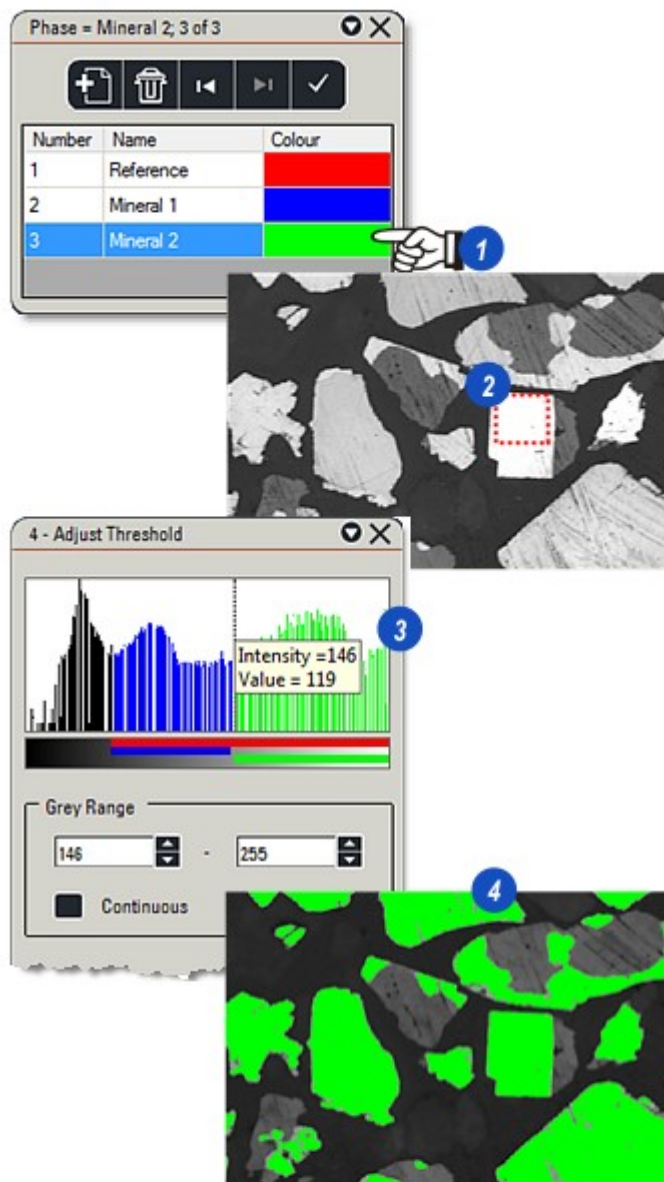 Phase = Mineral 2; 3 of 3
Number Name Colour
1 Reference
2 Mineral 1
3 Mineral 2
1
2
4 - Adjust Threshold
3
Intensity =146
Value = 119
Grey Range
146 - 255
Continuous
4